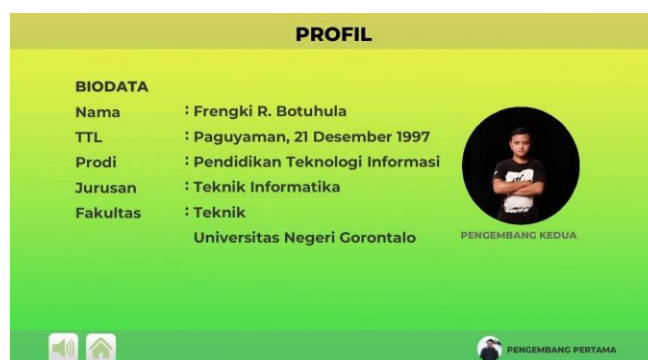 PROFIL
BIODATA
Nama : Frengki R. Botuhula
TTL : Paguyaman, 21 Desember 1997
Prodi : Pendidikan Teknologi Informasi
Jurusan : Teknik Informatika
Fakultas : Teknik
Universitas Negeri Gorontalo
PENGEMBANG KEDUA
PENGEMBANG PERTAMA